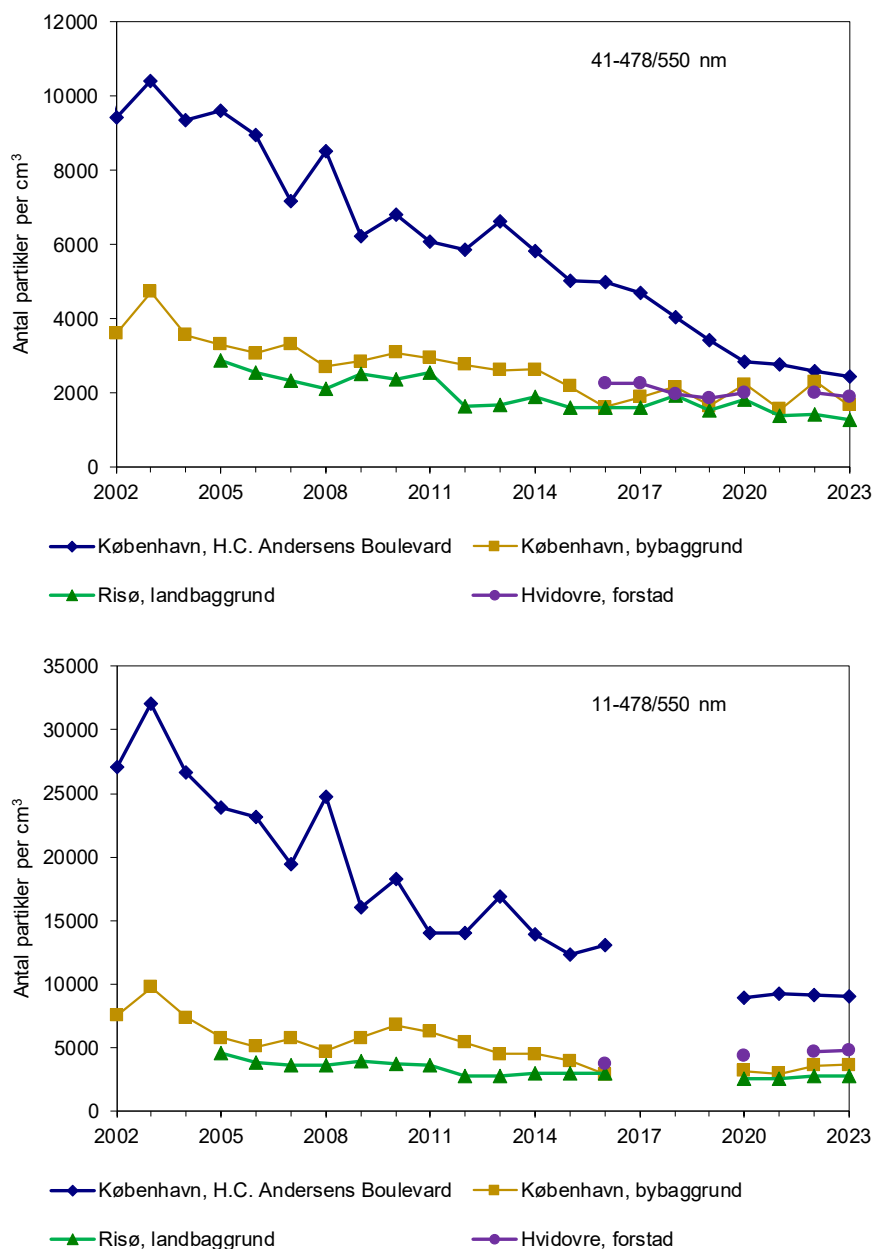 12000
41-478/550 nm
10000
8000
6000
4000
2000
0
Antal partikler per cm³
2002 2005 2008 2011 2014 2017 2020 2023
København, H.C. Andersens Boulevard København, bybaggrund
Risø, landbaggrund Hvidovre, forstad
35000
11-478/550 nm
30000
25000
20000
15000
10000
5000
0
Antal partikler per cm³
2002 2005 2008 2011 2014 2017 2020 2023
København, H.C. Andersens Boulevard København, bybaggrund
Risø, landbaggrund Hvidovre, forstad